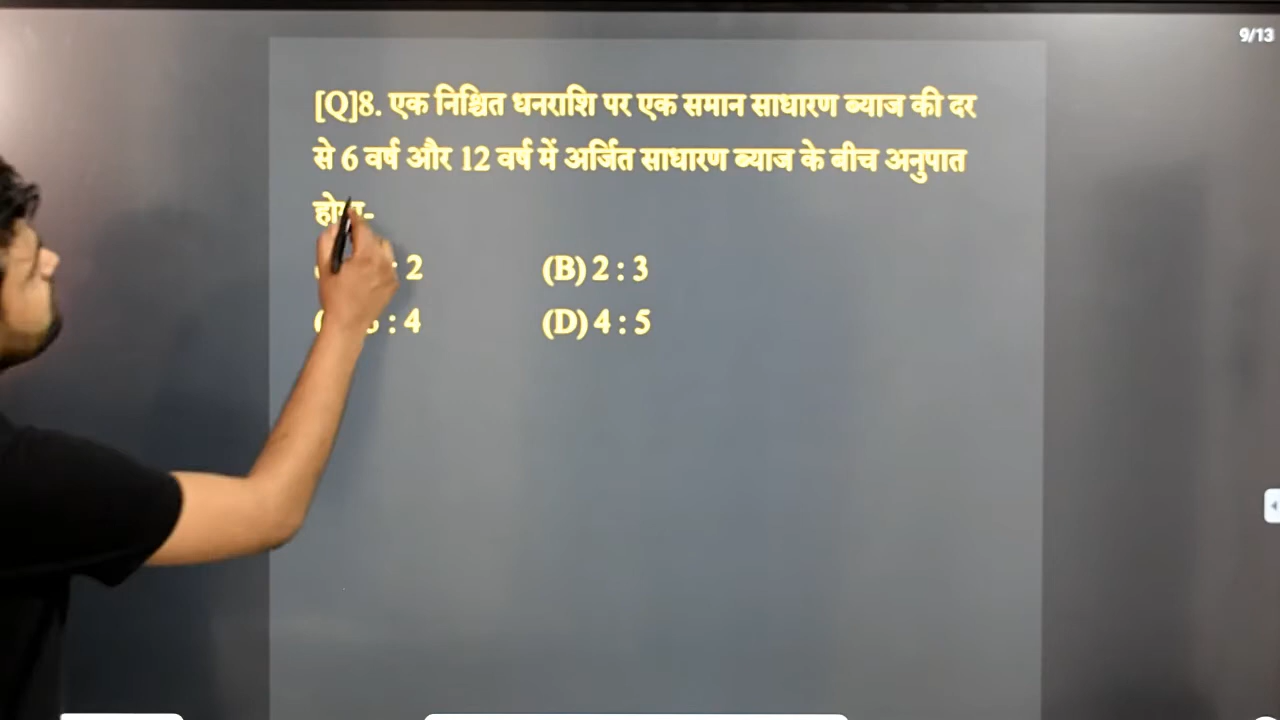 9/13
[Q]8. एक निश्चित धनराशि पर एक समान साधारण ब्याज की दर
से 6 वर्ष और 12 वर्ष में अर्जित साधारण ब्याज के बीच अनुपात
: 2 (B) 2 : 3
: 4 (D) 4 : 5